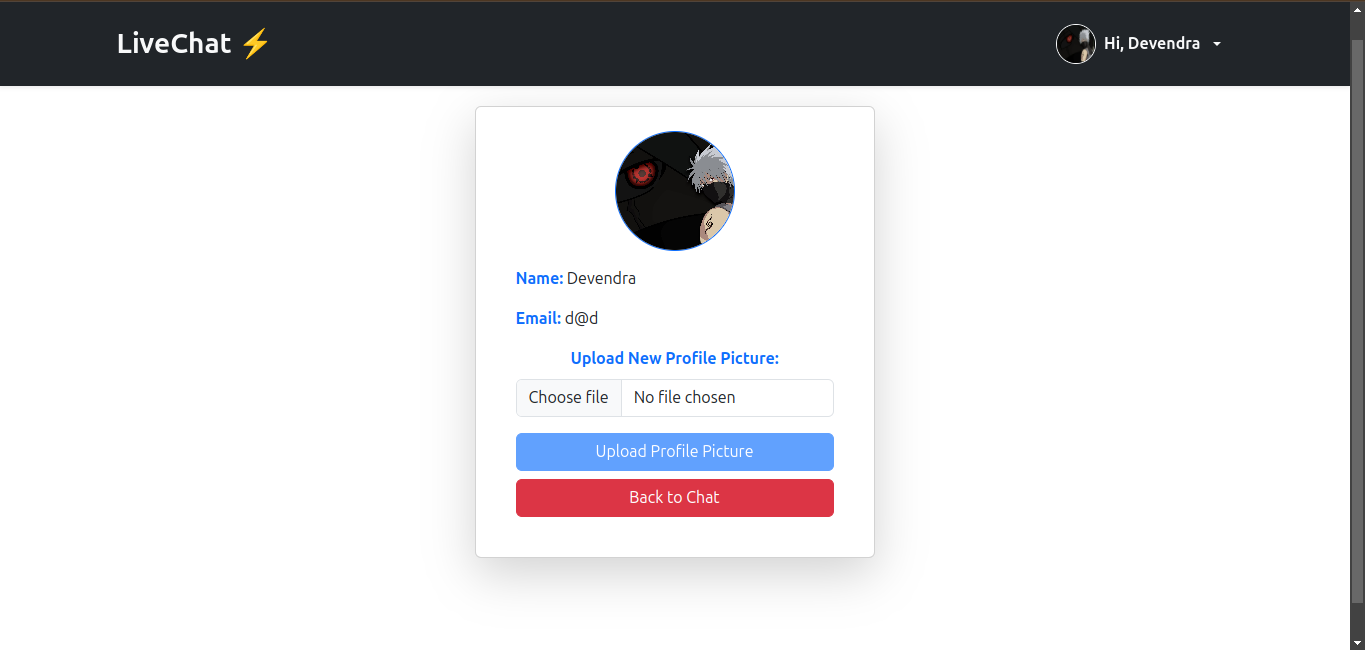 LiveChat ⚡
Hi, Devendra
Name: Devendra
Email: d@d
Upload New Profile Picture:
Choose file No file chosen
Upload Profile Picture
Back to Chat